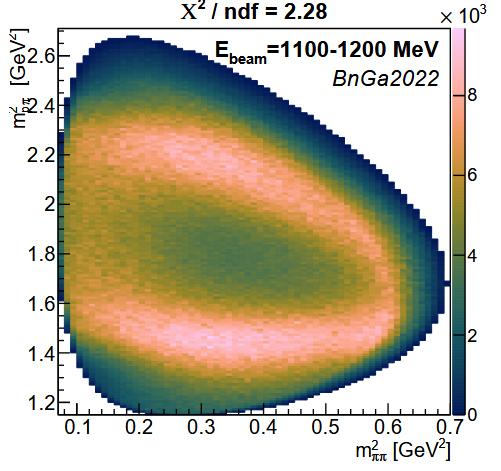 Χ² / ndf = 2.28
×10³
E_beam=1100-1200 MeV
BnGa2022
m²_pπ [GeV²]
2.6
2.4
2.2
2
1.8
1.6
1.4
1.2
8
6
4
2
0
0.1 0.2 0.3 0.4 0.5 0.6 0.7
m²_ππ [GeV²]